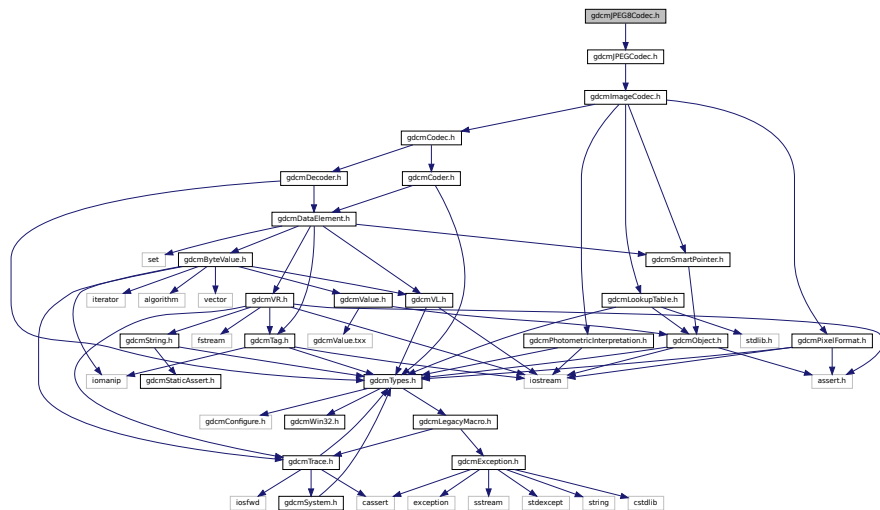 gdcmJPEG8Codec.h
gdcmJPEGCodec.h
gdcmImageCodec.h
gdcmCodec.h
gdcmDecoder.h
gdcmCoder.h
gdcmDataElement.h
set
gdcmByteValue.h
gdcmSmartPointer.h
iterator
algorithm
vector
gdcmVR.h
gdcmValue.h
gdcmVL.h
gdcmLookupTable.h
gdcmString.h
fstream
gdcmTag.h
gdcmValue.txx
gdcmPhotometricInterpretation.h
gdcmObject.h
stdlib.h
gdcmPixelFormat.h
iomanip
gdcmStaticAssert.h
gdcmTypes.h
iostream
assert.h
gdcmConfigure.h
gdcmWin32.h
gdcmLegacyMacro.h
gdcmTrace.h
gdcmException.h
iosfwd
gdcmSystem.h
cassert
exception
sstream
stdexcept
string
cstdlib